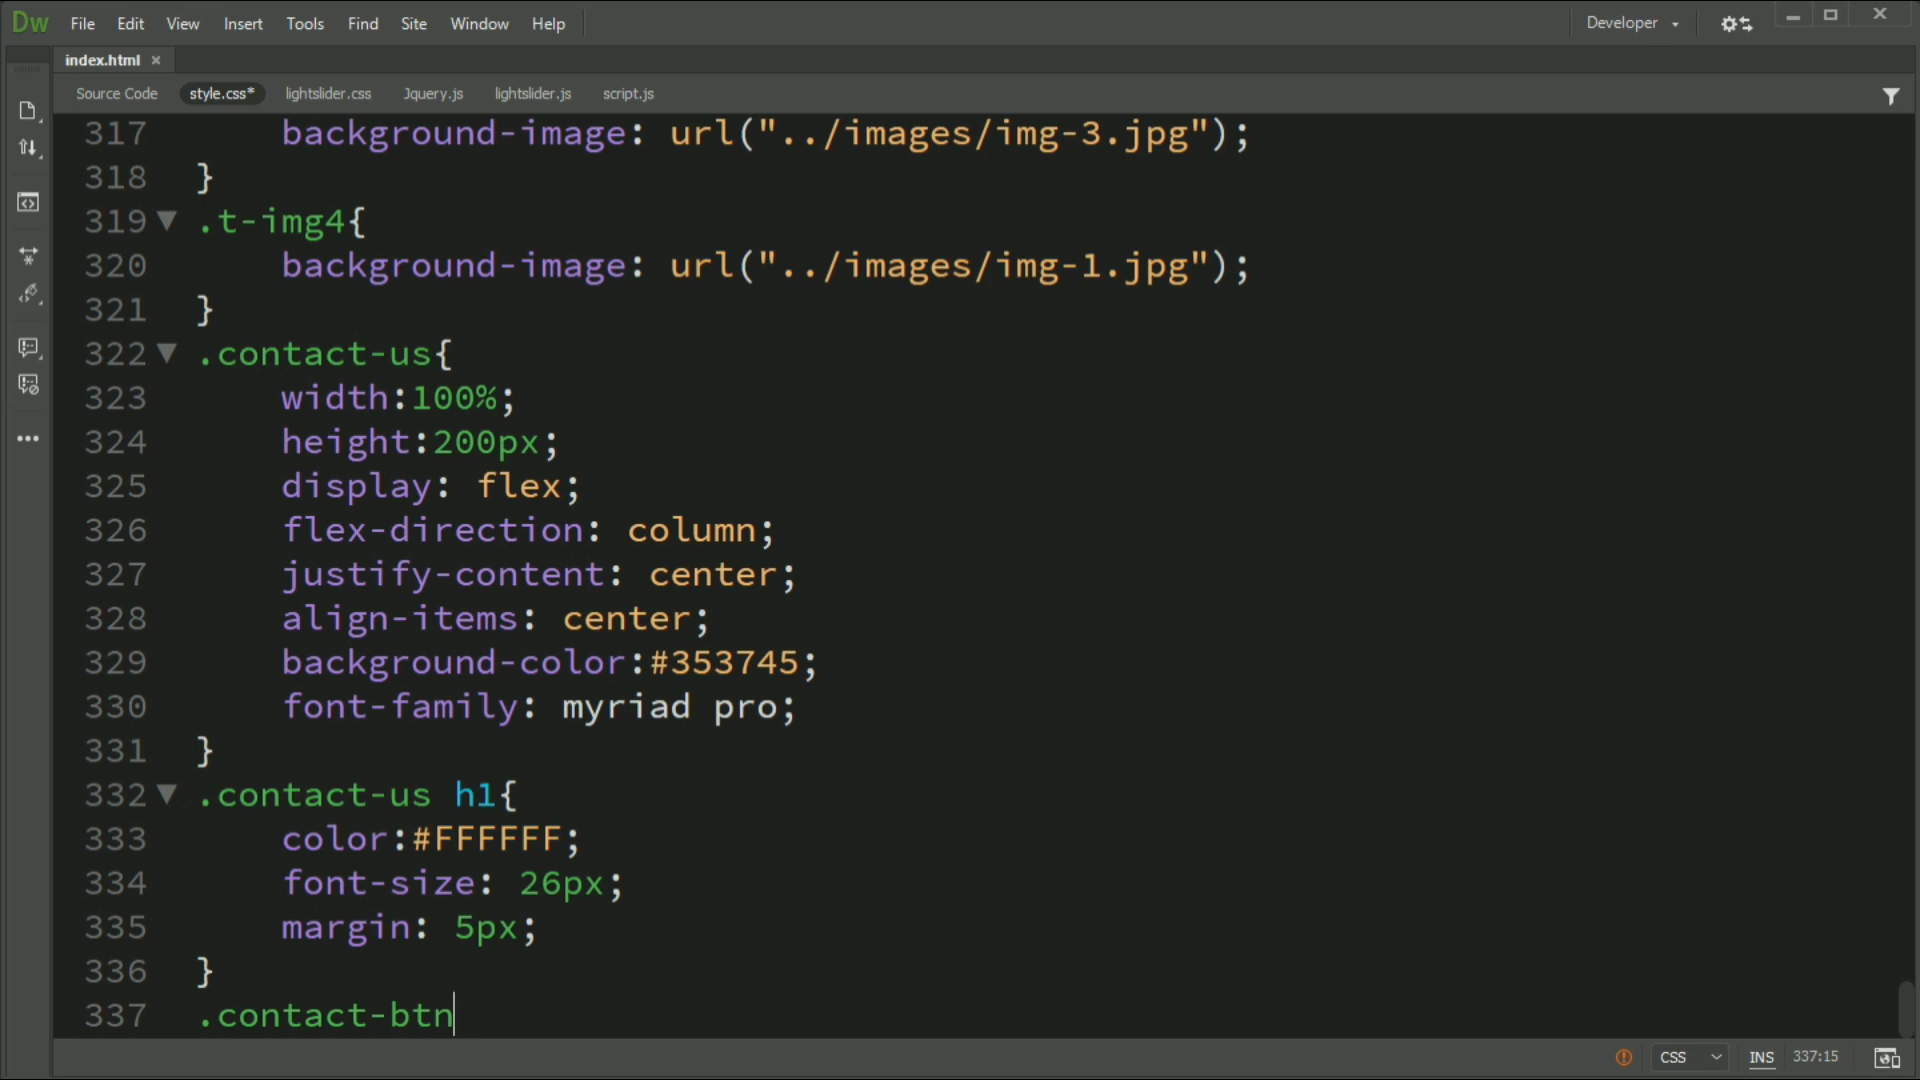 Dw File Edit View Insert Tools Find Site Window Help Developer
index.html ×
Source Code style.css* lightslider.css Jquery.js lightslider.js script.js
317 background-image: url("../images/img-3.jpg");
318 }
319 .t-img4{
320 background-image: url("../images/img-1.jpg");
321 }
322 .contact-us{
323 width:100%;
324 height:200px;
325 display: flex;
326 flex-direction: column;
327 justify-content: center;
328 align-items: center;
329 background-color:#353745;
330 font-family: myriad pro;
331 }
332 .contact-us h1{
333 color:#FFFFFF;
334 font-size: 26px;
335 margin: 5px;
336 }
337 .contact-btn
CSS INS 337:15